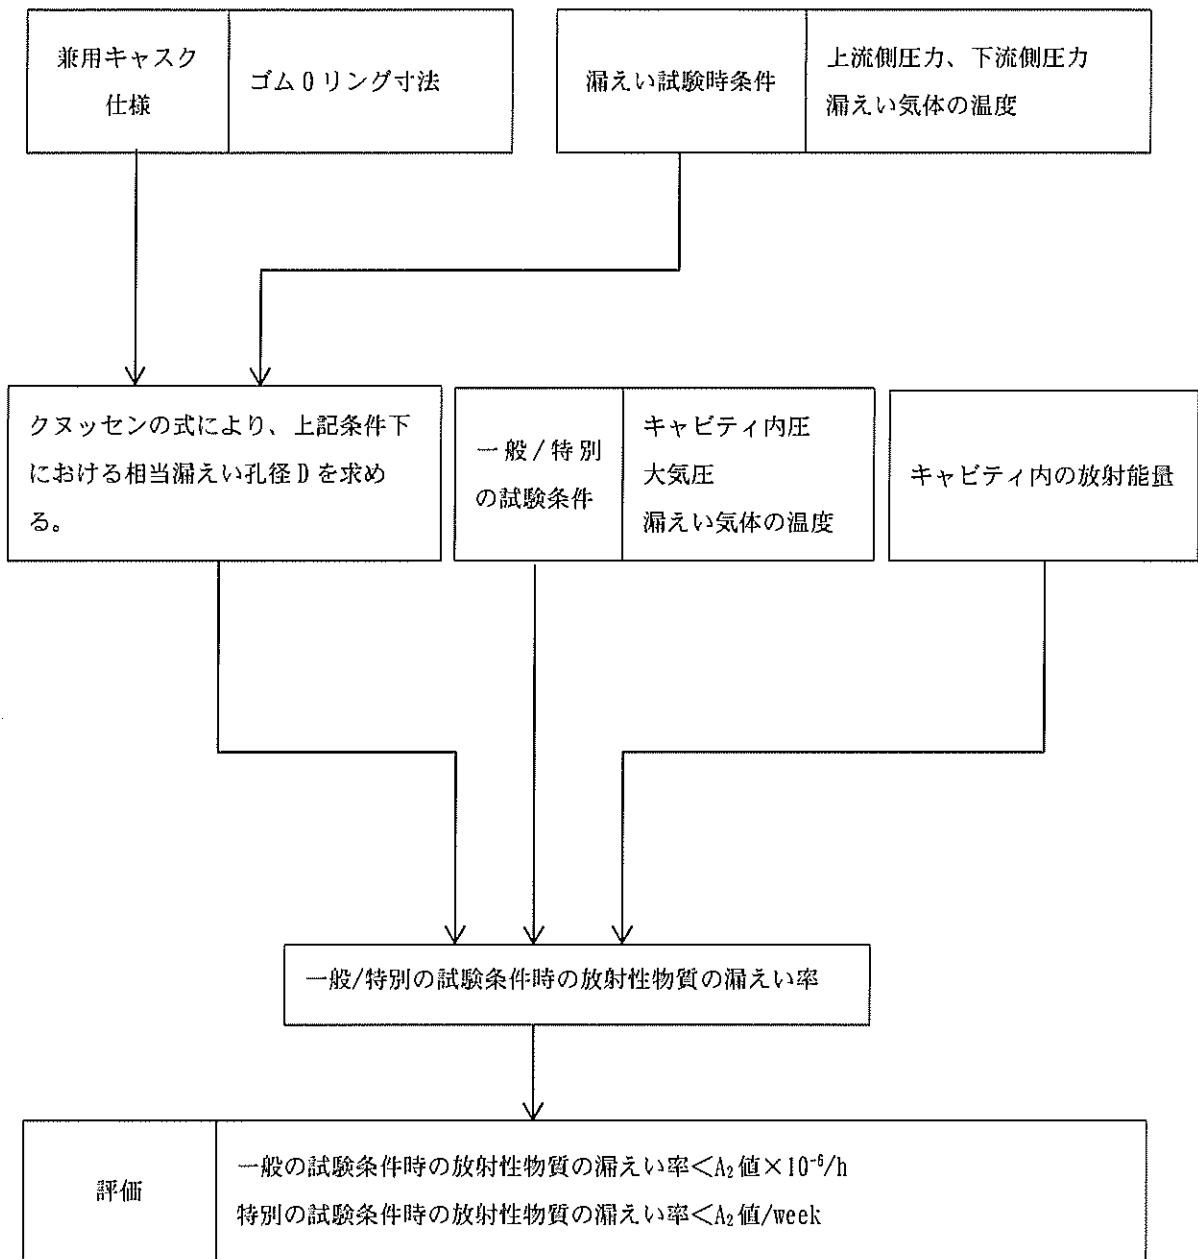 兼用キャスク
仕様
ゴム0リング寸法
漏えい試験時条件
上流側圧力、下流側圧力
漏えい気体の温度
クヌッセンの式により、上記条件下
における相当漏えい孔径Dを求め
る。
一般/特別
の試験条件
キャビティ内圧
大気圧
漏えい気体の温度
キャビティ内の放射能量
一般/特別の試験条件時の放射性物質の漏えい率
評価
一般の試験条件時の放射性物質の漏えい率<A₂値×10⁻⁶/h
特別の試験条件時の放射性物質の漏えい率<A₂値/week